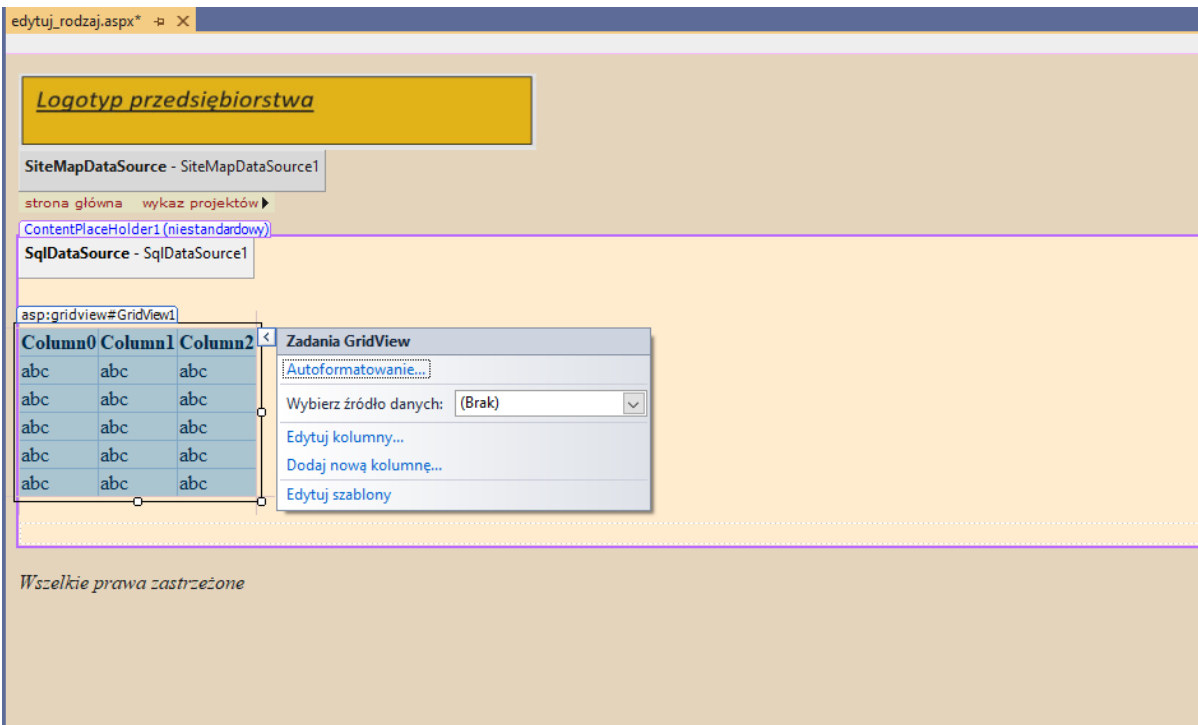 edytuj_rodzaj.aspx*
Logotyp przedsiębiorstwa
SiteMapDataSource - SiteMapDataSource1
strona główna wykaz projektów
ContentPlaceHolder1 (niestandardowy)
SqlDataSource - SqlDataSource1
asp:gridview#GridView1
Column0 Column1 Column2
abc abc abc
abc abc abc
abc abc abc
abc abc abc
abc abc abc
Zadania GridView
Autoformatowanie...
Wybierz źródło danych: (Brak)
Edytuj kolumny...
Dodaj nową kolumnę...
Edytuj szablony
Wszelkie prawa zastrzeżone